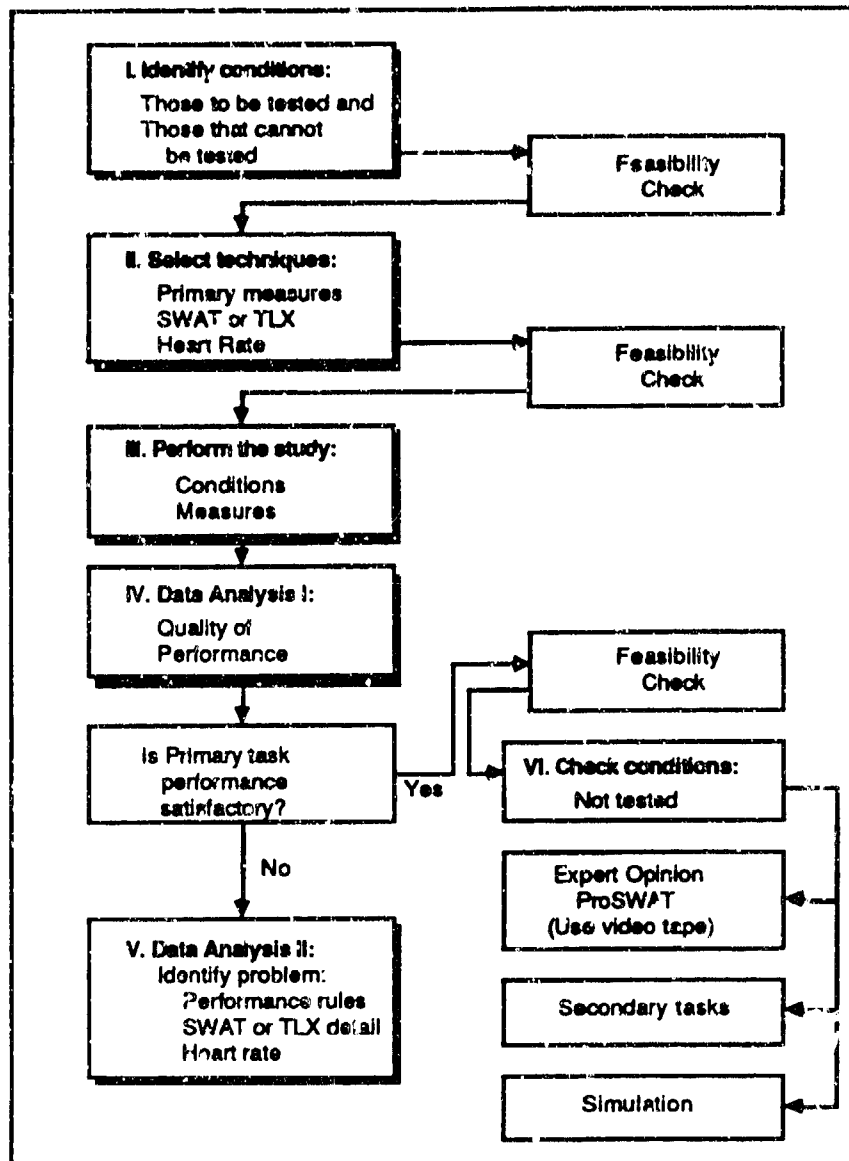 I. Identify conditions:
Those to be tested and
Those that cannot
be tested
Feasibility
Check
II. Select techniques:
Primary measures
SWAT or TLX
Heart Rate
Feasibility
Check
III. Perform the study:
Conditions
Measures
IV. Data Analysis I:
Quality of
Performance
Feasibility
Check
Is Primary task
performance
satisfactory?
Yes
VI. Check conditions:
Not tested
No
Expert Opinion
ProSWAT
(Use video tape)
V. Data Analysis II:
Identify problem:
Performance rules
SWAT or TLX detail
Heart rate
Secondary tasks
Simulation